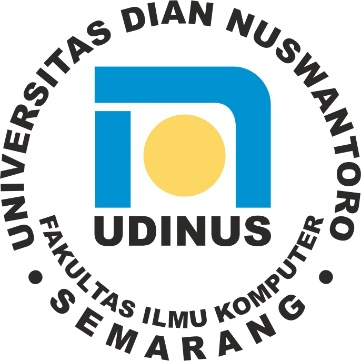 UNIVERSITAS DIAN NUSWANTORO
UDINUS
FAKULTAS ILMU KOMPUTER
• SEMARANG •